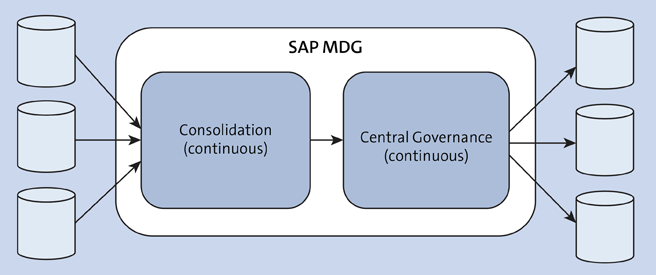 SAP MDG
Consolidation
(continuous)
Central Governance
(continuous)